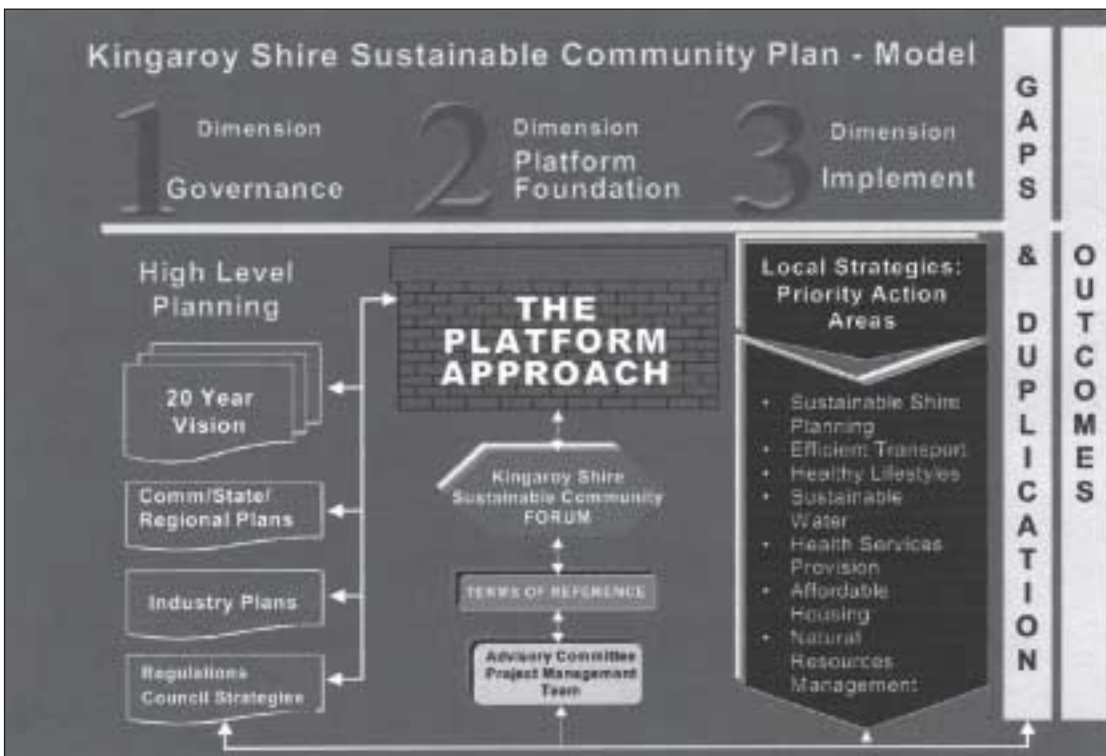 Kingaroy Shire Sustainable Community Plan - Model
1 Dimension
Governance
2 Dimension
Platform
Foundation
3 Dimension
Implement
High Level
Planning
20 Year
Vision
Comm/State/
Regional Plans
Industry Plans
Regulations
Council Strategies
THE
PLATFORM
APPROACH
Kingaroy Shire
Sustainable Community
FORUM
TERMS OF REFERENCE
Advisory Committee
Project Management
Team
Local Strategies:
Priority Action
Areas
• Sustainable Shire
Planning
• Efficient Transport
• Healthy Lifestyles
• Sustainable
Water
• Health Services
Provision
• Affordable
Housing
• Natural
Resources
Management
GAPS & DUPLICATION
OUTCOMES